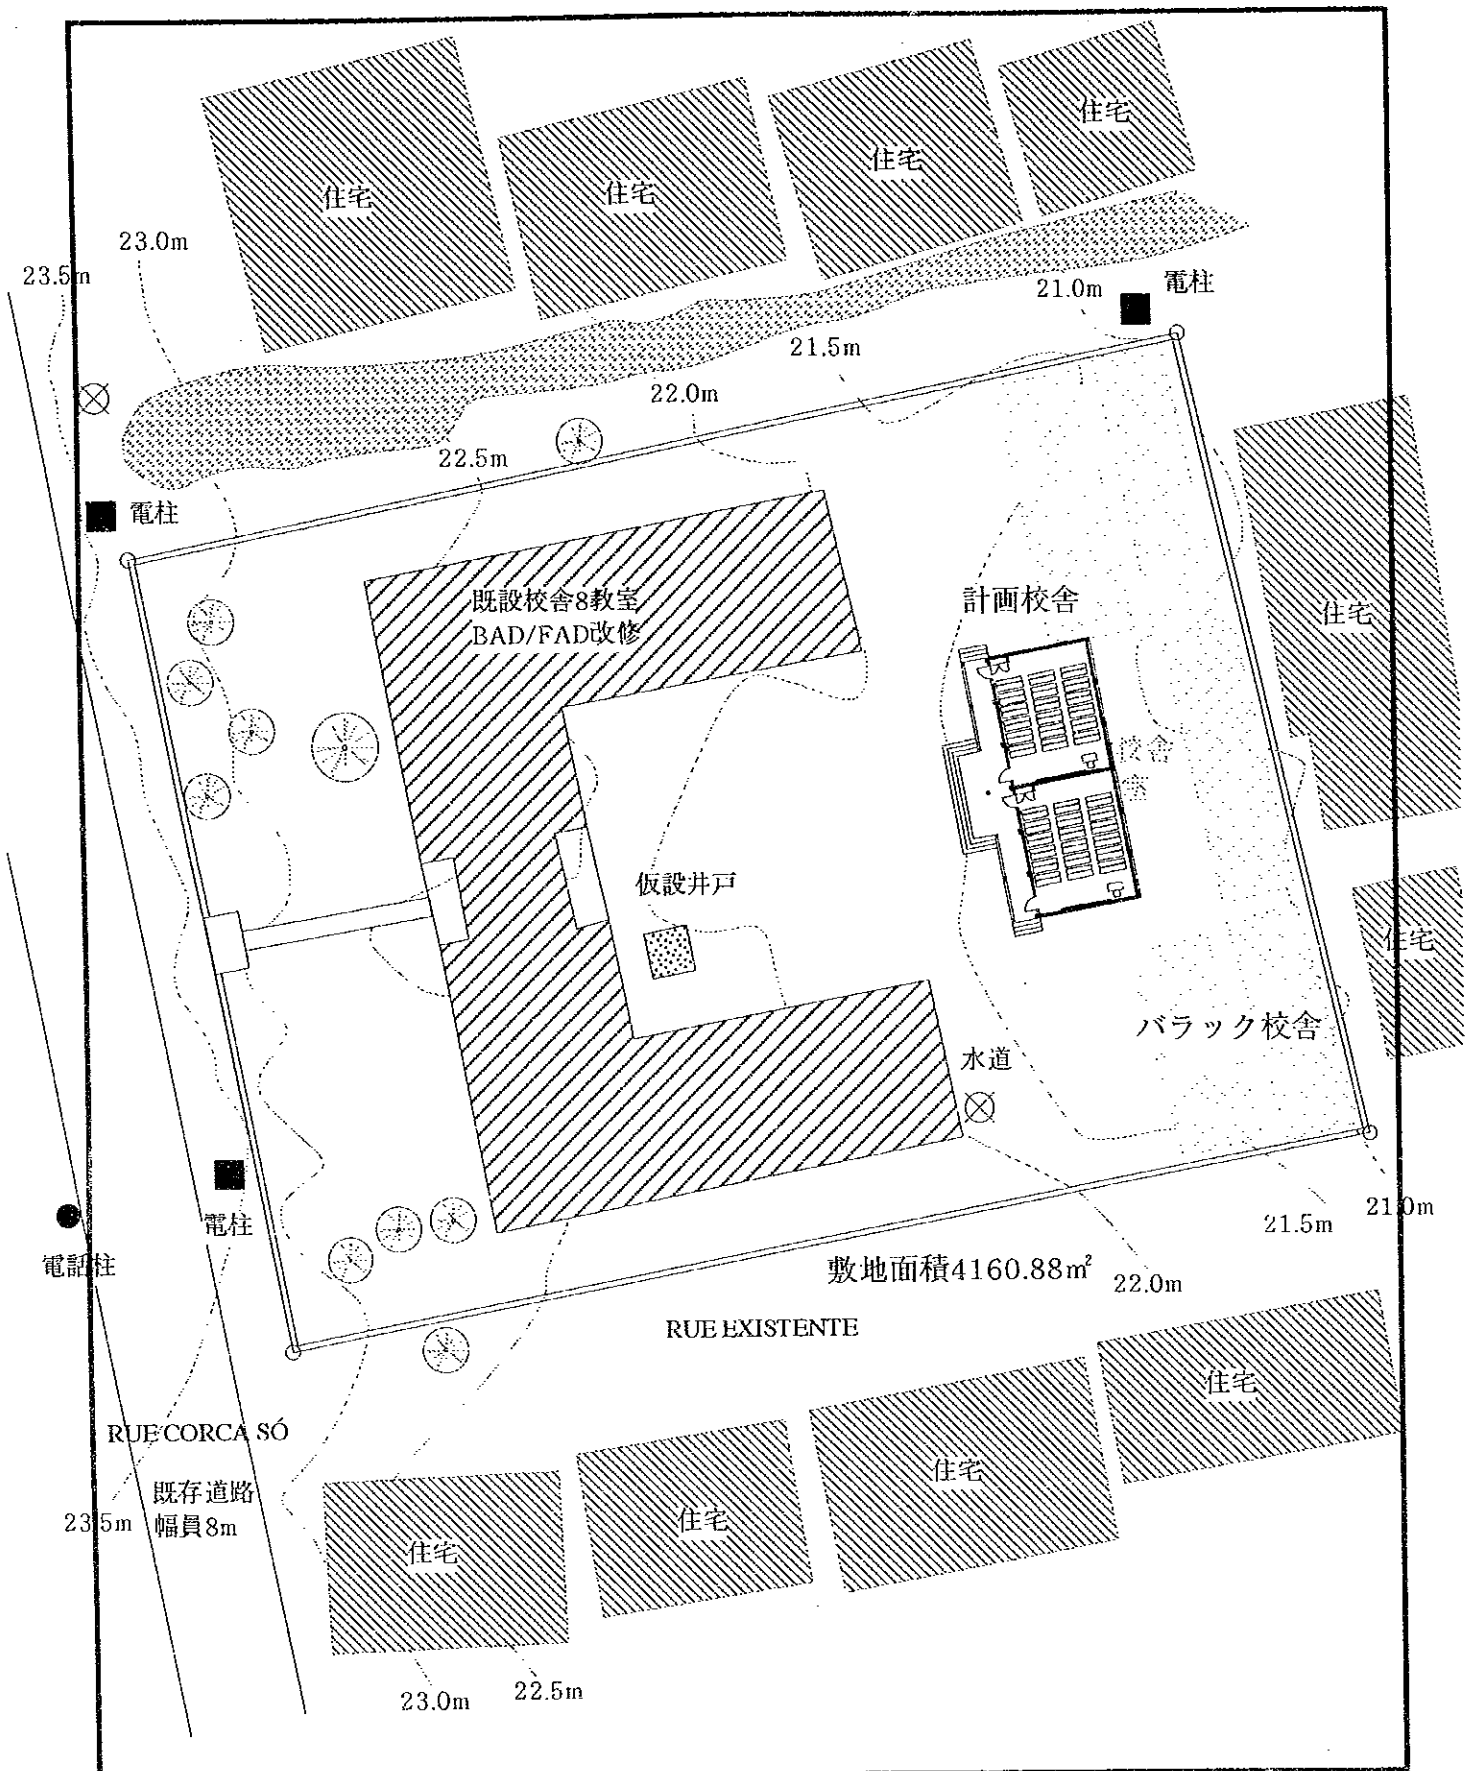 住宅
住宅
住宅
住宅
23.0m
23.5m
21.0m
電柱
21.5m
22.0m
22.5m
電柱
既設校舎8教室
BAD/FAD改修
計画校舎
住宅
校舎
仮設井戸
住宅
バラック校舎
水道
電柱
電話柱
21.5m
21.0m
敷地面積4160.88㎡
22.0m
RUE EXISTENTE
住宅
RUE CORCA SÓ
住宅
既存道路
幅員8m
23.5m
住宅
住宅
23.0m
22.5m